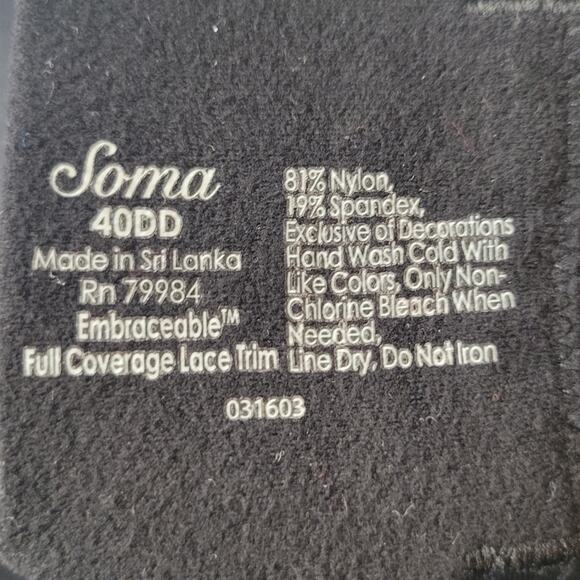 Soma
40DD
Made in Sri Lanka
Rn 79984
Embraceable™
Full Coverage Lace Trim
81% Nylon,
19% Spandex,
Exclusive of Decorations
Hand Wash Cold With
Like Colors, Only Non-
Chlorine Bleach When
Needed,
Line Dry, Do Not Iron
031603